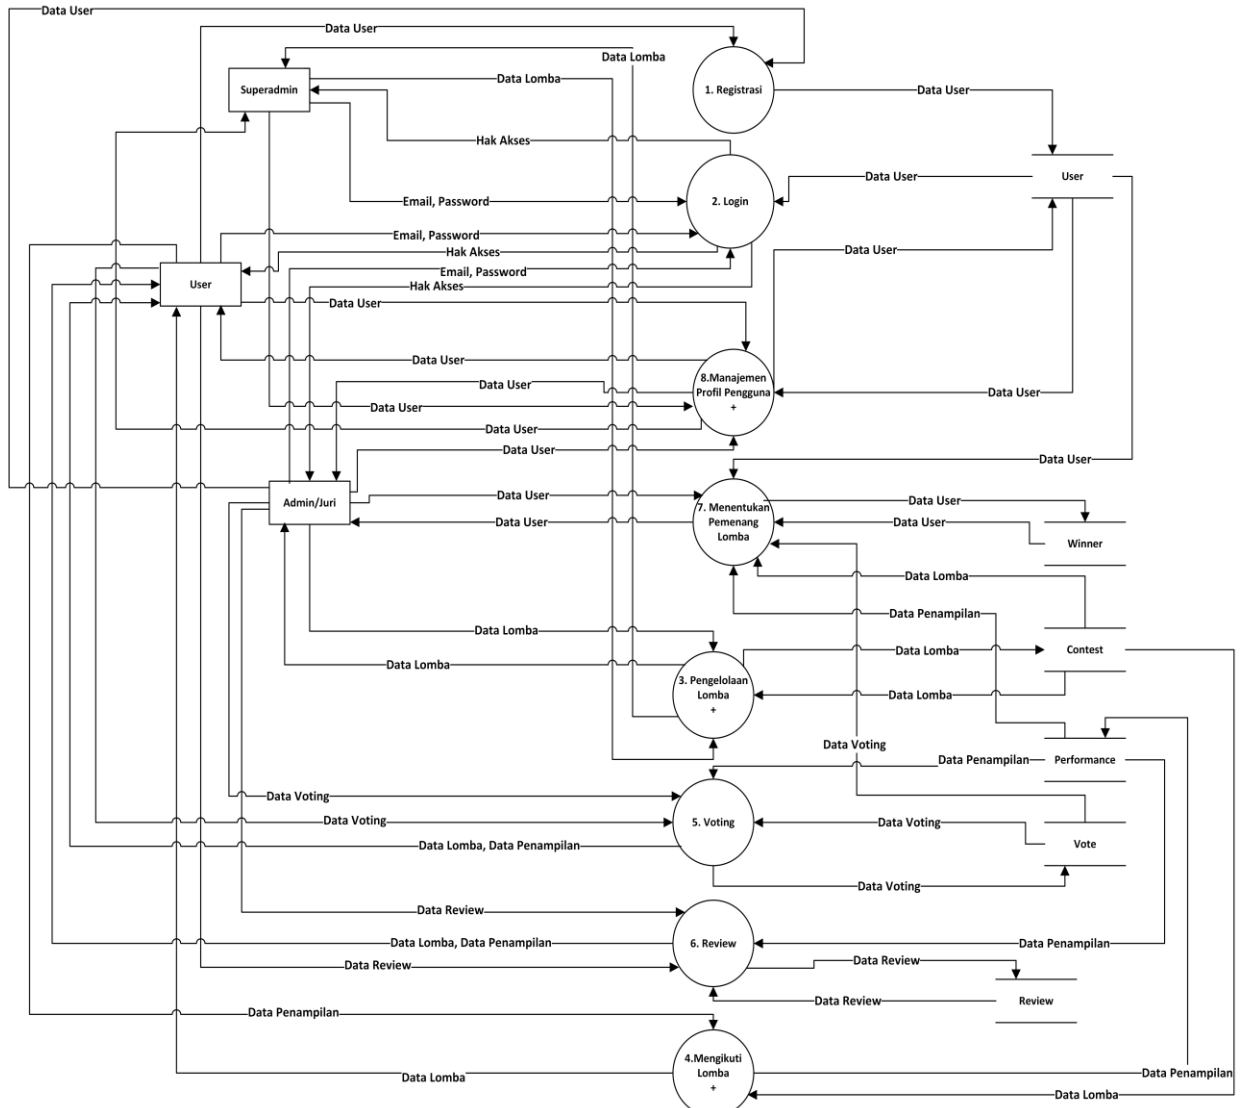 Data User
Data User
Data Lomba
Data Lomba
Superadmin
1. Registrasi
Data User
Hak Akses
User
Data User
2. Login
Email, Password
Email, Password
Hak Akses
Data User
Email, Password
User
Hak Akses
Data User
Data User
8.Manajemen
Profil Pengguna
+
Data User
Data User
Data User
Data User
Data User
Data User
Admin/Juri
Data User
7. Menentukan
Pemenang
Lomba
Data User
Data User
Data User
Winner
Data Lomba
Data Penampilan
Data Lomba
Data Lomba
Contest
Data Lomba
3. Pengelolaan
Lomba
+
Data Lomba
Data Voting
Data Penampilan
Performance
Data Voting
Data Voting
5. Voting
Data Voting
Vote
Data Lomba, Data Penampilan
Data Voting
Data Review
Data Lomba, Data Penampilan
6. Review
Data Penampilan
Data Review
Data Review
Data Review
Review
Data Penampilan
4.Mengikuti
Lomba
+
Data Lomba
Data Penampilan
Data Lomba